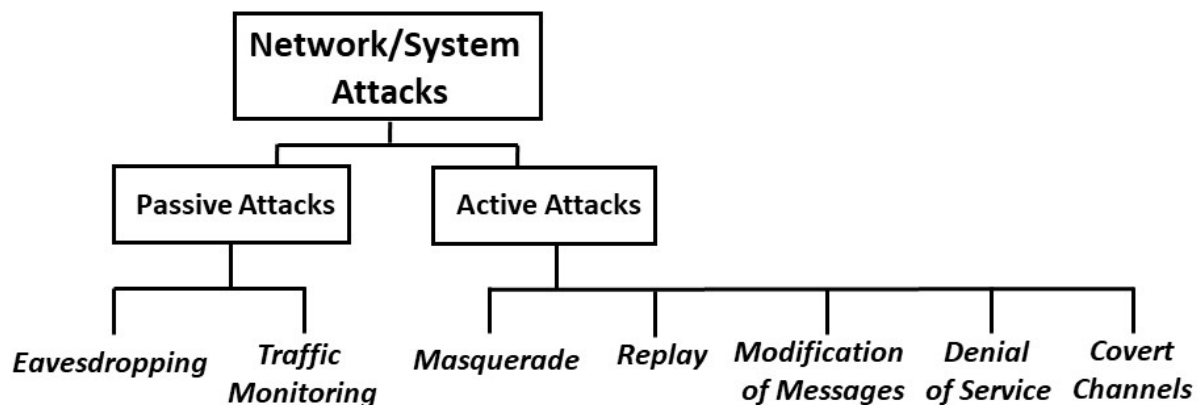 Network/System
Attacks
Passive Attacks
Active Attacks
Eavesdropping
Traffic
Monitoring
Masquerade
Replay
Modification
of Messages
Denial
of Service
Covert
Channels